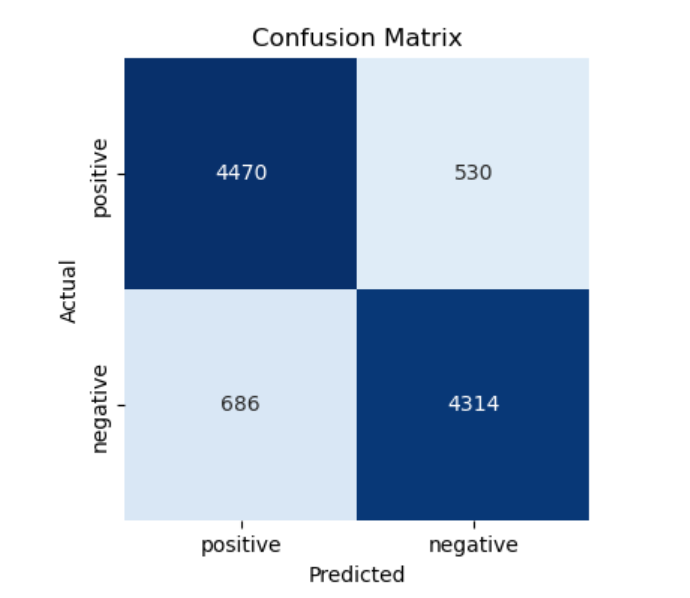 Confusion Matrix
Actual
positive
4470 530
negative
686 4314
positive negative
Predicted